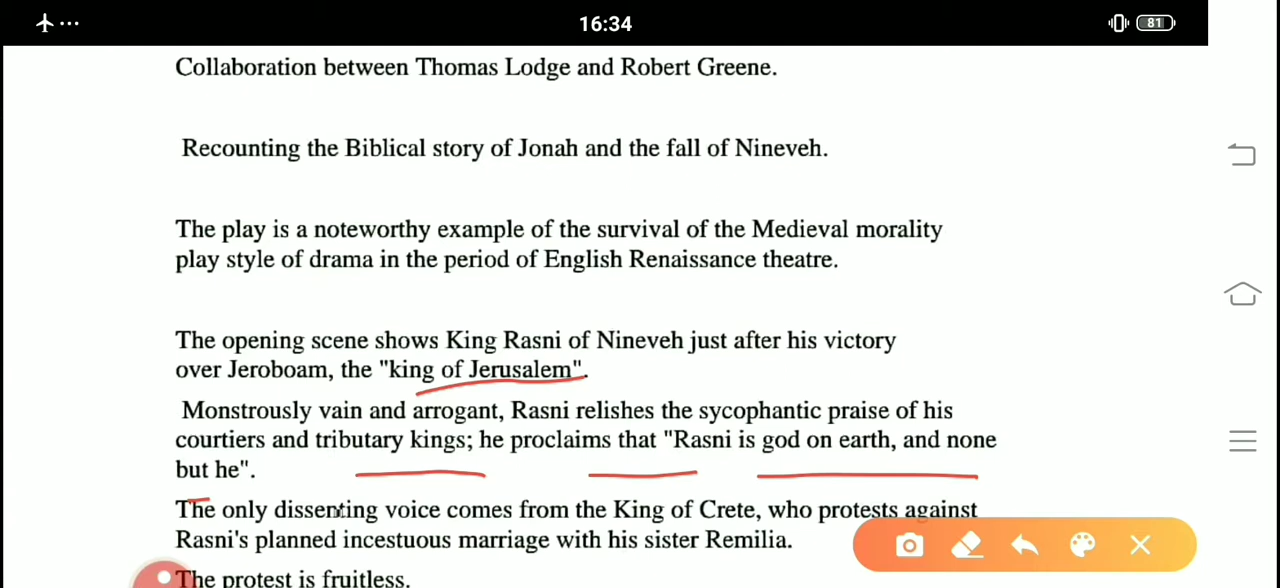 16:34
81
Collaboration between Thomas Lodge and Robert Greene.
Recounting the Biblical story of Jonah and the fall of Nineveh.
The play is a noteworthy example of the survival of the Medieval morality
play style of drama in the period of English Renaissance theatre.
The opening scene shows King Rasni of Nineveh just after his victory
over Jeroboam, the "king of Jerusalem".
Monstrously vain and arrogant, Rasni relishes the sycophantic praise of his
courtiers and tributary kings; he proclaims that "Rasni is god on earth, and none
but he".
The only dissenting voice comes from the King of Crete, who protests against
Rasni's planned incestuous marriage with his sister Remilia.
The protest is fruitless.